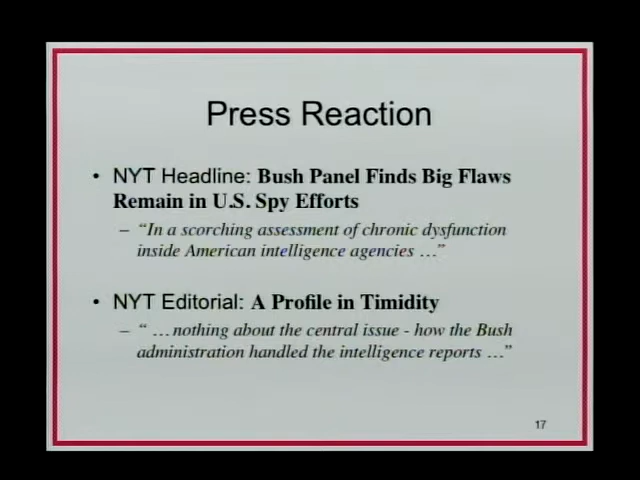 Press Reaction
• NYT Headline: Bush Panel Finds Big Flaws
Remain in U.S. Spy Efforts
– “In a scorching assessment of chronic dysfunction
inside American intelligence agencies …”
• NYT Editorial: A Profile in Timidity
– “ …nothing about the central issue - how the Bush
administration handled the intelligence reports …”
17